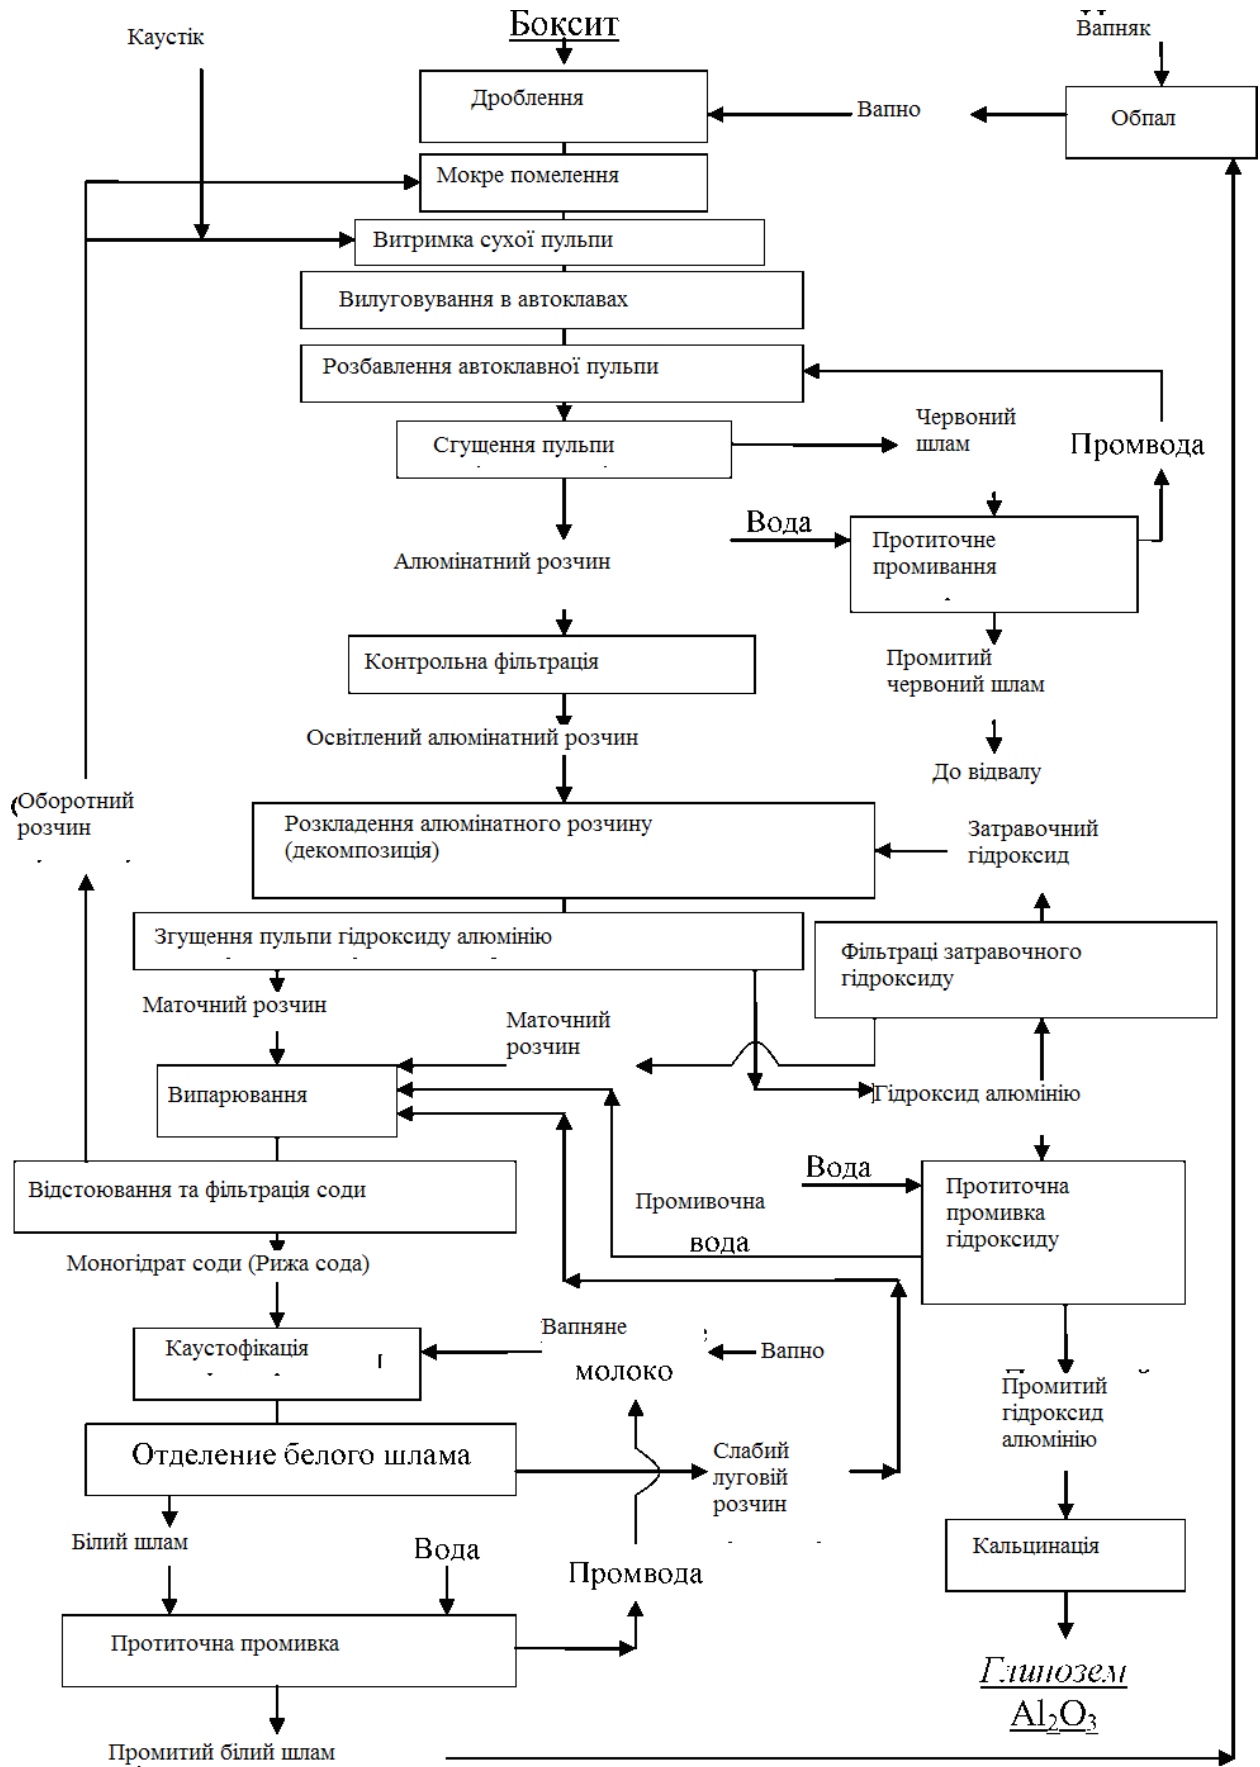 Боксит
Каустік
Вапняк
Дроблення
Вапно
Обпал
Мокре помелення
Витримка сухої пульпи
Вилуговування в автоклавах
Розбавлення автоклавної пульпи
Сгущення пульпи
Червоний
шлам
Промвода
Вода
Протиточне
промивання
Алюмінатний розчин
Контрольна фільтрація
Промитий
червоний шлам
Освітлений алюмінатний розчин
До відвалу
Оборотний
розчин
Розкладення алюмінатного розчину
(декомпозиція)
Затравочний
гідроксид
Згущення пульпи гідроксиду алюмінію
Фільтраці затравочного
гідроксиду
Маточний розчин
Маточний
розчин
Випарювання
Гідроксид алюмінію
Відстоювання та фільтрація соди
Вода
Протиточна
промивка
гідроксиду
Промивочна
вода
Моногідрат соди (Рижа сода)
Каустофікація
Вапняне
молоко
Вапно
Промитий
гідроксид
алюмінію
Отделение белого шлама
Слабий
луговій
розчин
Білий шлам
Вода
Промвода
Кальцинація
Протиточна промивка
Глинозем
Al2O3
Промитий білий шлам